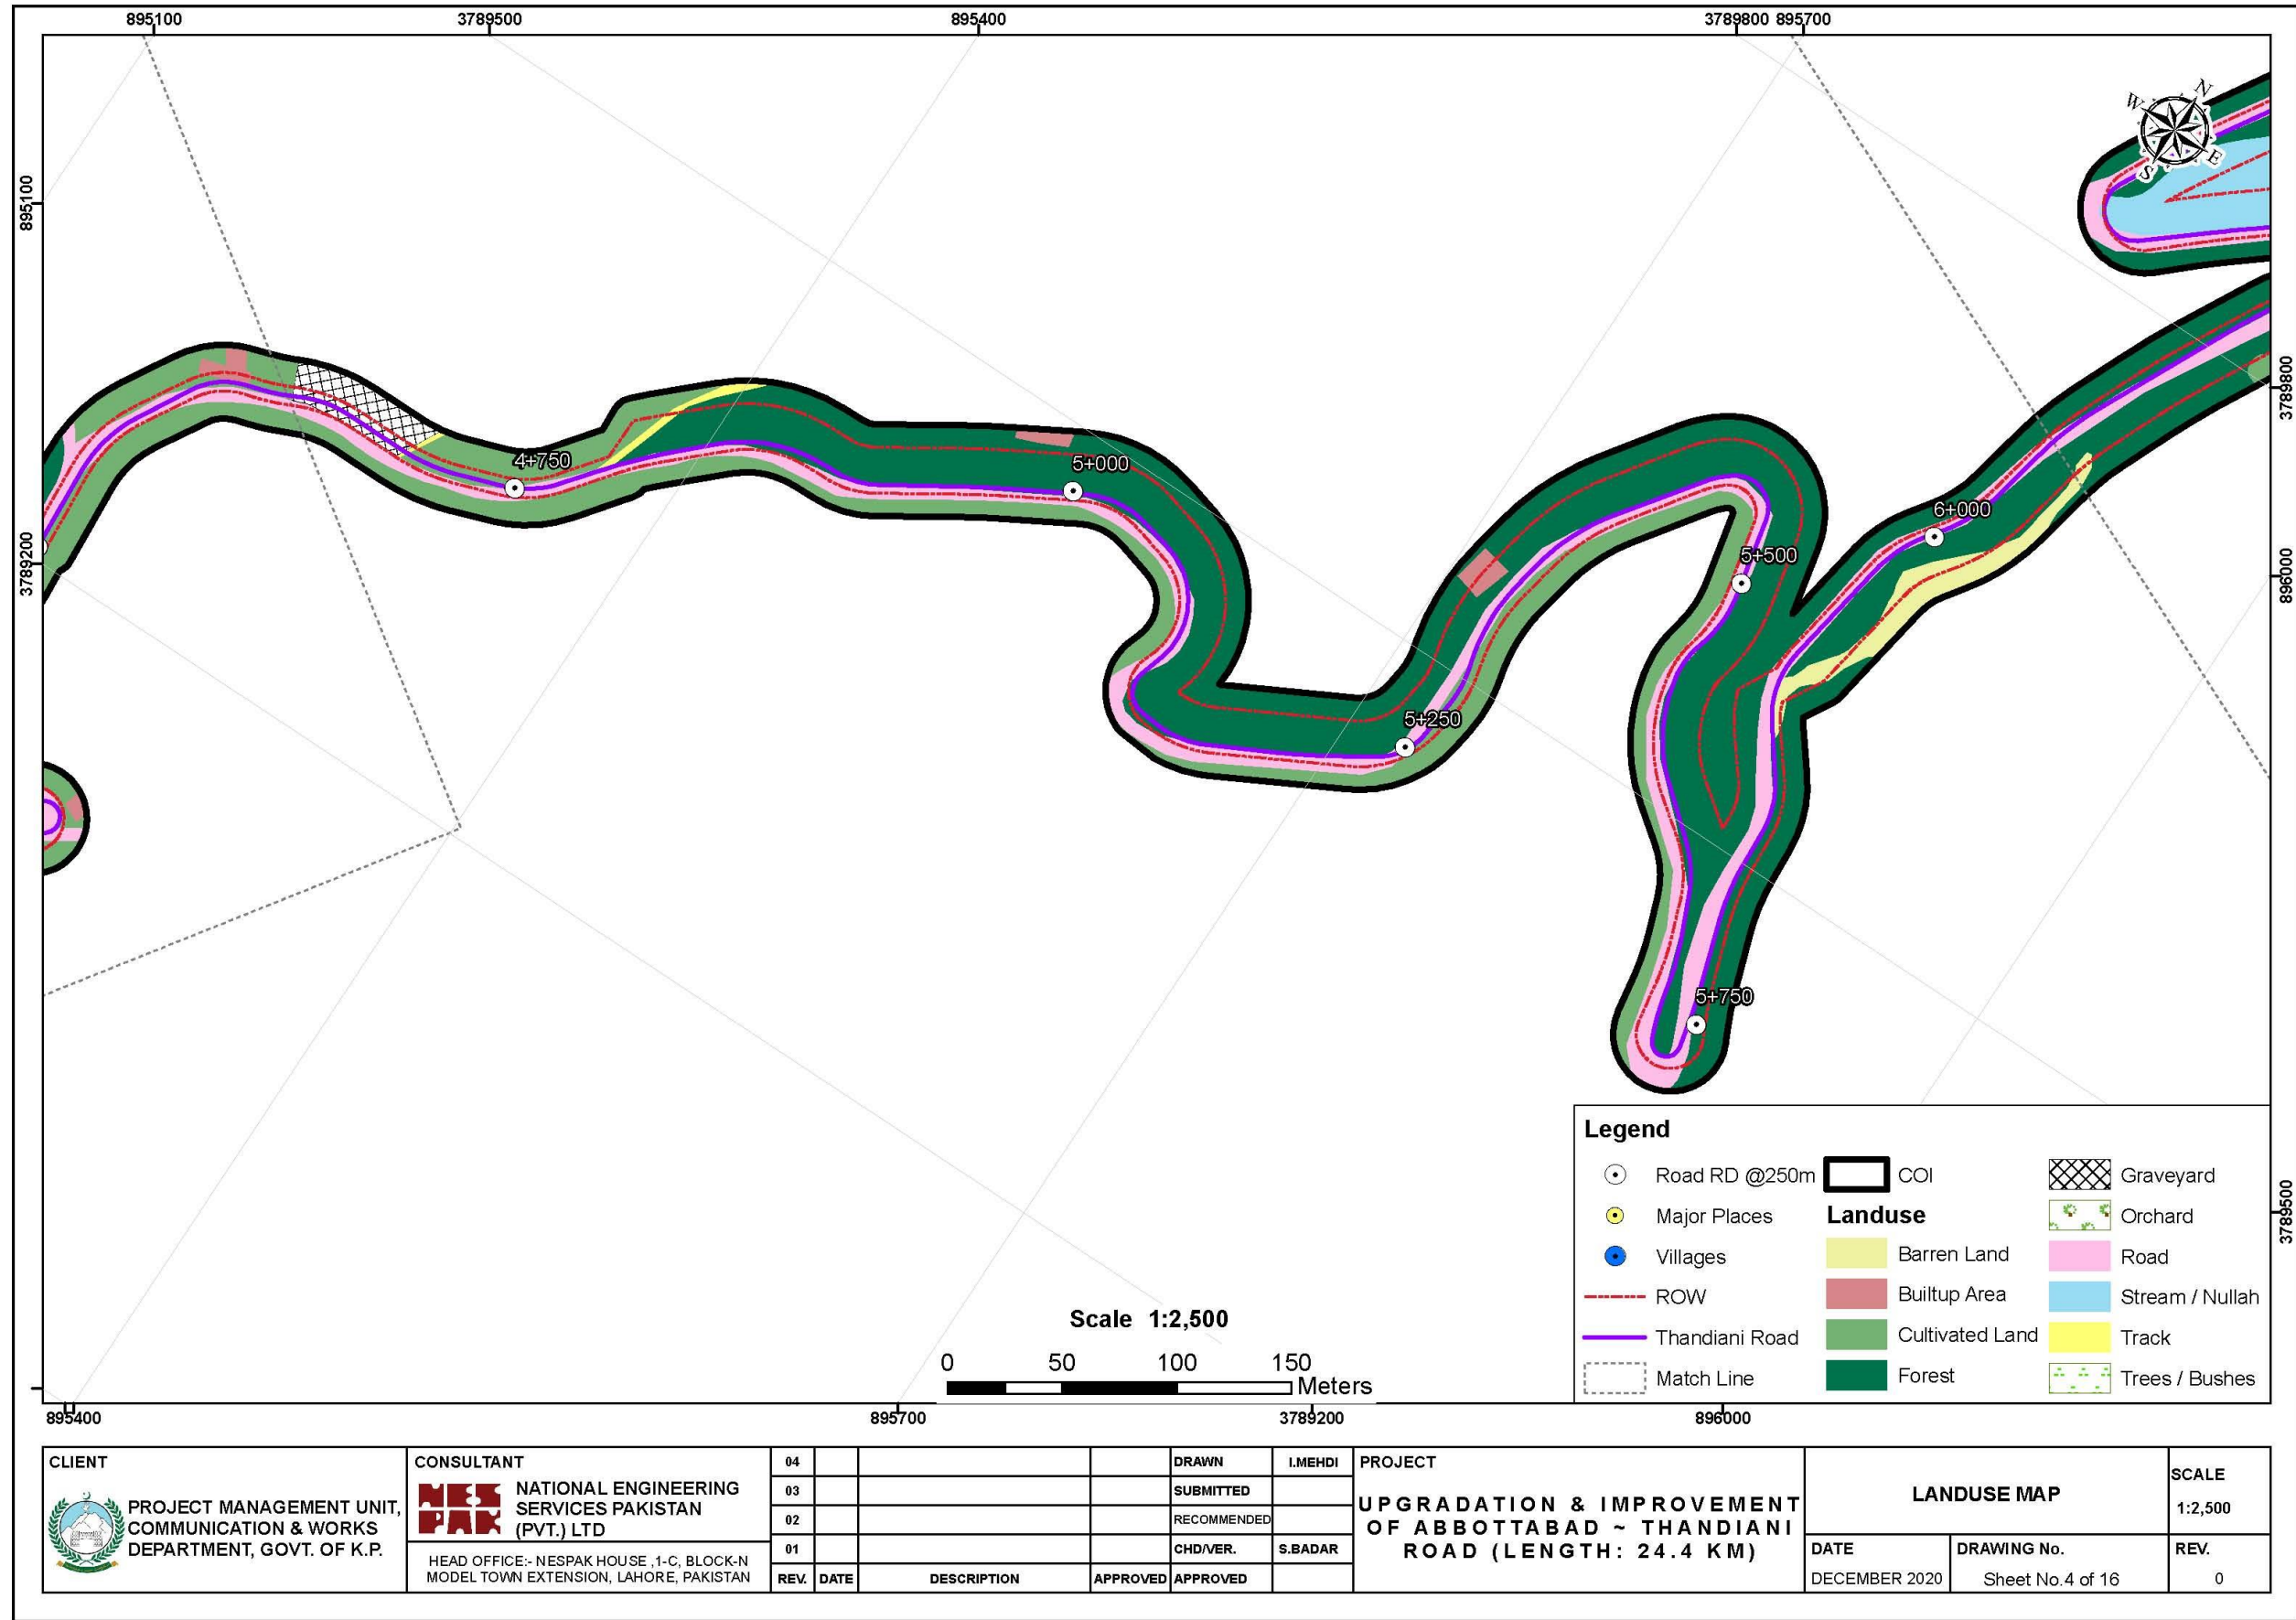 895100
3789500
895400
3789800
895700
895100
3789200
3789800
896000
3789500
N
W
E
S
4+750
5+000
5+250
5+500
5+750
6+000
Legend
Road RD @250m
Major Places
Villages
ROW
Thandiani Road
Match Line
COI
Landuse
Barren Land
Builtup Area
Cultivated Land
Forest
Graveyard
Orchard
Road
Stream / Nullah
Track
Trees / Bushes
Scale 1:2,500
0 50 100 150
Meters
895400
895700
3789200
896000
CLIENT
PROJECT MANAGEMENT UNIT,
COMMUNICATION & WORKS
DEPARTMENT, GOVT. OF K.P.
CONSULTANT
NESPAK
NATIONAL ENGINEERING
SERVICES PAKISTAN
(PVT.) LTD
HEAD OFFICE:- NESPAK HOUSE ,1-C, BLOCK-N
MODEL TOWN EXTENSION, LAHORE, PAKISTAN
04
03
02
01
REV. DATE DESCRIPTION APPROVED
DRAWN I.MEHDI
SUBMITTED
RECOMMENDED
CHD/VER. S.BADAR
APPROVED
PROJECT
UPGRADATION & IMPROVEMENT
OF ABBOTTABAD ~ THANDIANI
ROAD (LENGTH: 24.4 KM)
LANDUSE MAP
SCALE
1:2,500
DATE
DECEMBER 2020
DRAWING No.
Sheet No.4 of 16
REV.
0